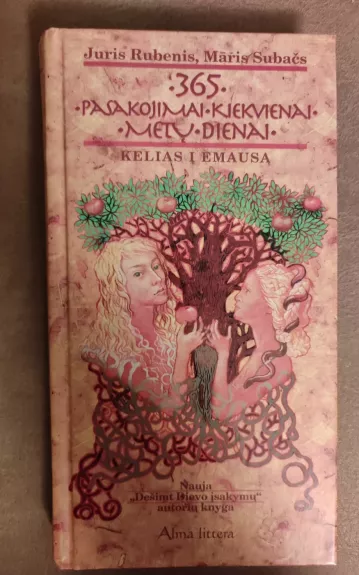 Juris Rubenis, Māris Subačs
·365·
·PASAKOJIMAI·KIEKVIENAI·
·METŲ·DIENAI·
KELIAS Į EMAUSĄ
Nauja
„Dešimt Dievo įsakymų“
autorių knyga
Alma littera